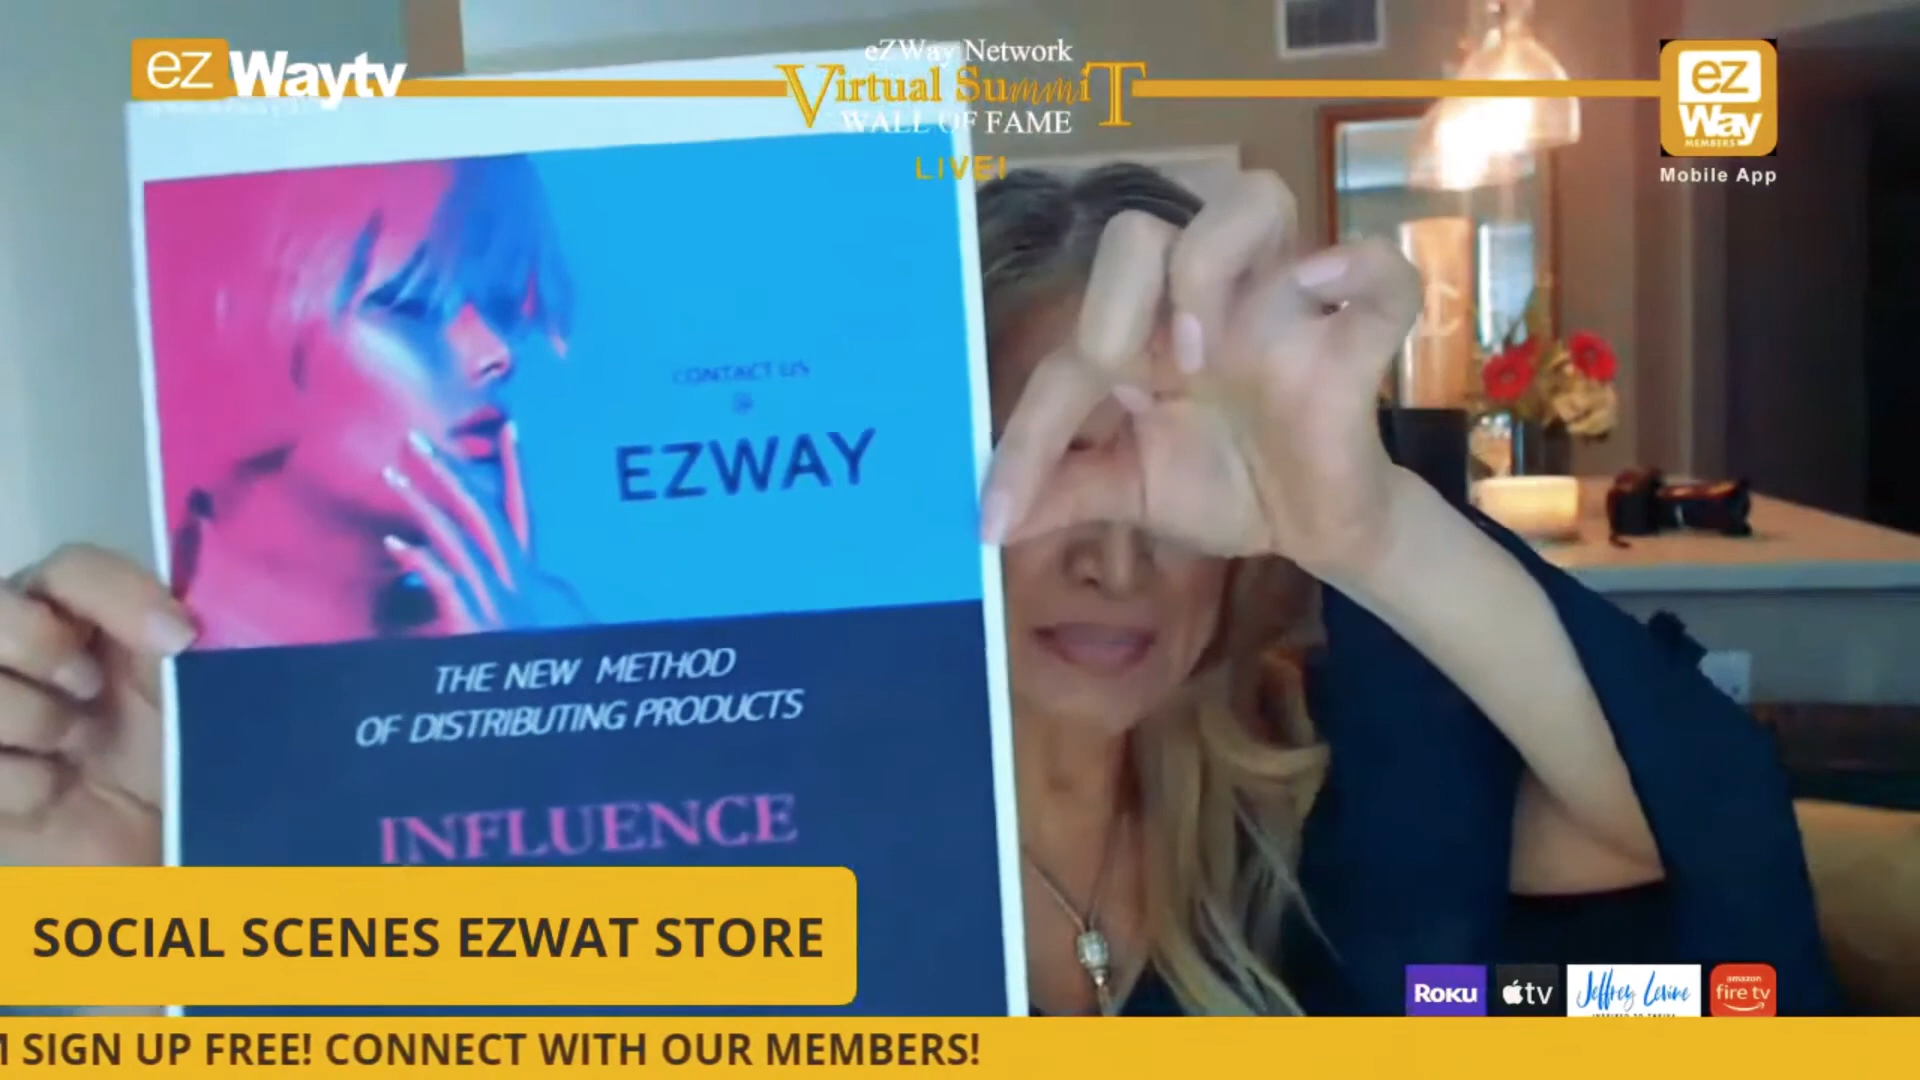 ez Waytv
eZWay Network
Virtual SummiT
WALL OF FAME
LIVE!
ez
Way
MEMBERS
Mobile App
CONTACT US
@
EZWAY
THE NEW METHOD
OF DISTRIBUTING PRODUCTS
INFLUENCE
SOCIAL SCENES EZWAT STORE
ROKU
tv
Jeffrey Levine
amazon
fire tv
SIGN UP FREE! CONNECT WITH OUR MEMBERS!